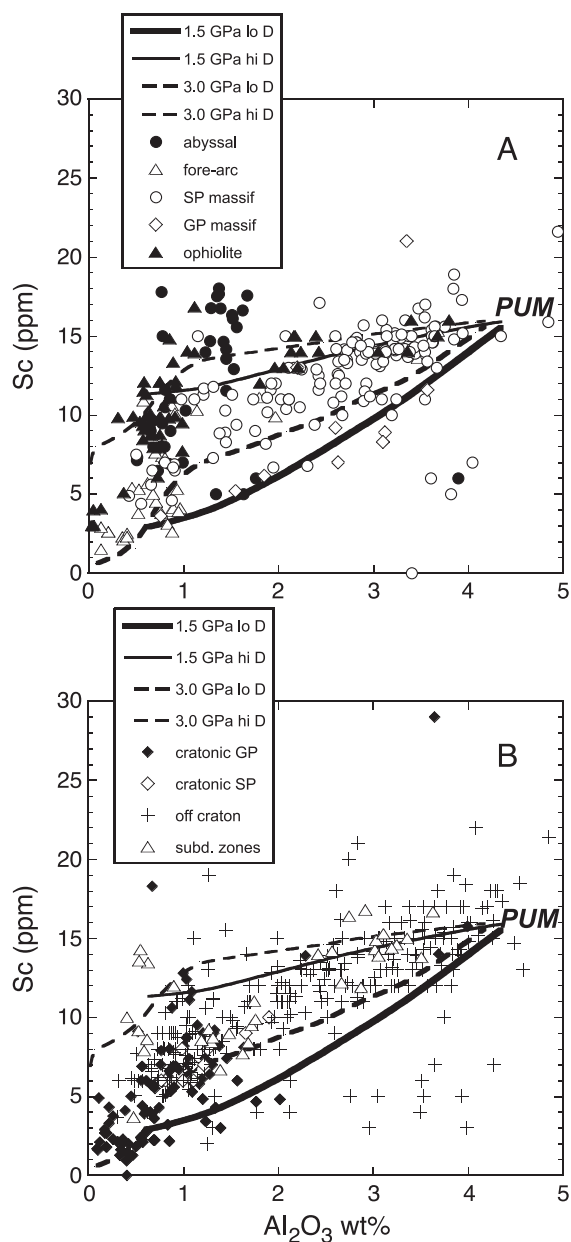 1.5 GPa lo D
1.5 GPa hi D
3.0 GPa lo D
3.0 GPa hi D
abyssal
fore-arc
SP massif
GP massif
ophiolite
A
PUM
30
25
20
15
10
5
0
Sc (ppm)
0 1 2 3 4 5
1.5 GPa lo D
1.5 GPa hi D
3.0 GPa lo D
3.0 GPa hi D
cratonic GP
cratonic SP
off craton
subd. zones
B
PUM
30
25
20
15
10
5
0
Sc (ppm)
0 1 2 3 4 5
Al₂O₃ wt%